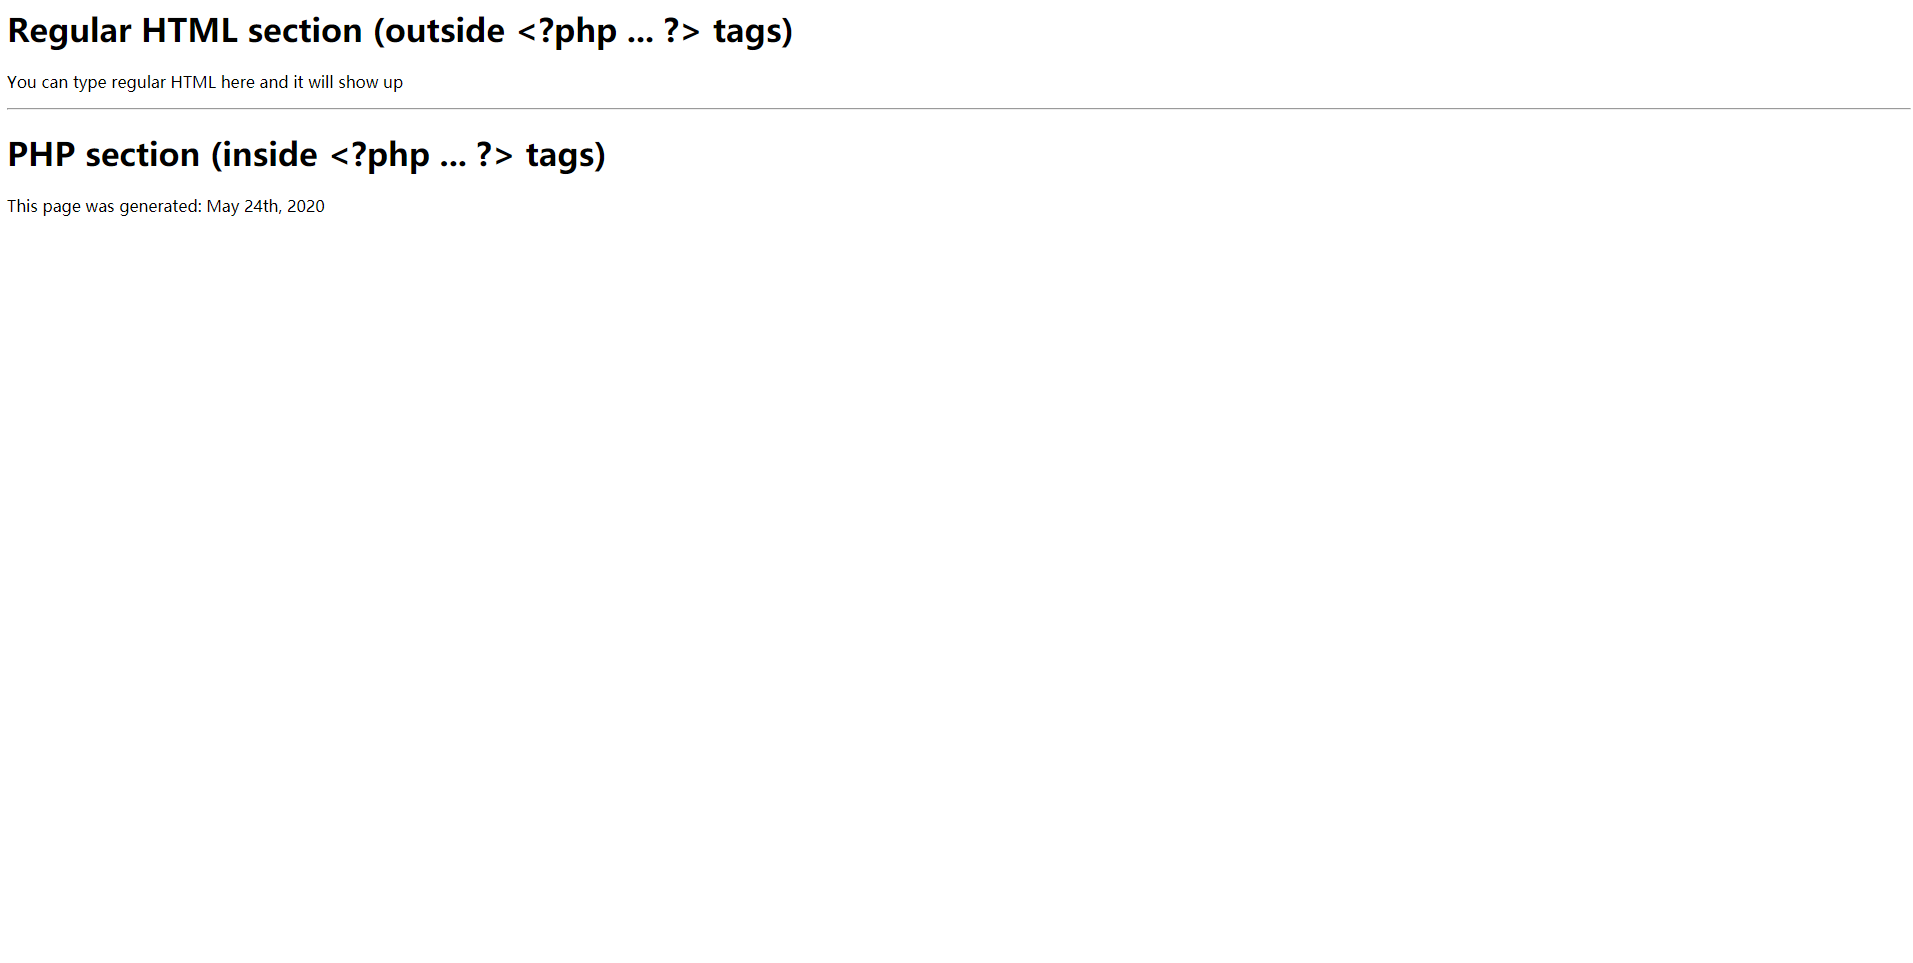 Regular HTML section (outside <?php ... ?> tags)
You can type regular HTML here and it will show up
PHP section (inside <?php ... ?> tags)
This page was generated: May 24th, 2020